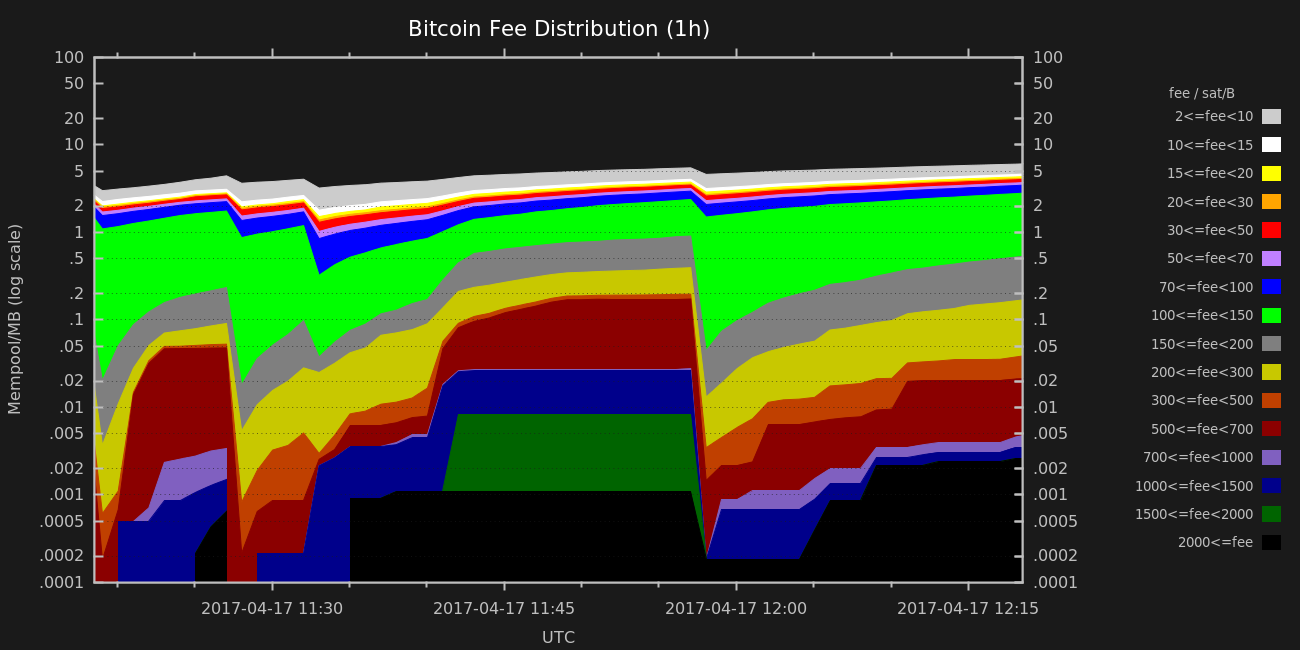 Bitcoin Fee Distribution (1h)
Mempool/MB (log scale)
100
50
20
10
5
2
1
.5
.2
.1
.05
.02
.01
.005
.002
.001
.0005
.0002
.0001
100
50
20
10
5
2
1
.5
.2
.1
.05
.02
.01
.005
.002
.001
.0005
.0002
.0001
2017-04-17 11:30
2017-04-17 11:45
2017-04-17 12:00
2017-04-17 12:15
UTC
fee / sat/B
2<=fee<10
10<=fee<15
15<=fee<20
20<=fee<30
30<=fee<50
50<=fee<70
70<=fee<100
100<=fee<150
150<=fee<200
200<=fee<300
300<=fee<500
500<=fee<700
700<=fee<1000
1000<=fee<1500
1500<=fee<2000
2000<=fee